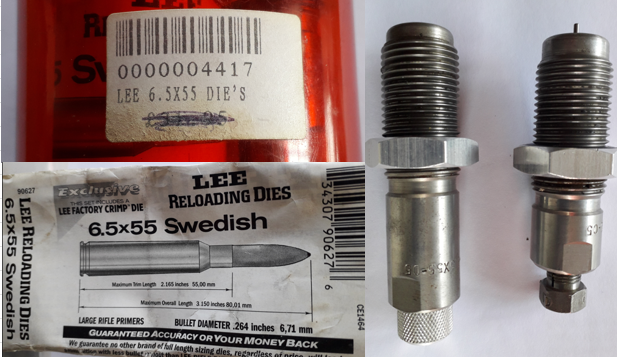 LEE
RELOADING DIES
0000004417
LEE 6.5X55 DIE'S
90627
LEE RELOADING DIES
6.5x55 Swedish
Exclusive
THIS SET INCLUDES A
LEE FACTORY CRIMP DIE
LEE
RELOADING DIES
6.5x55 Swedish
Maximum Trim Length 2.165 inches 55,00 mm
Maximum Overall Length 3.150 inches 80,01 mm
LARGE RIFLE PRIMERS BULLET DIAMETER .264 inches 6,71 mm
GUARANTEED ACCURACY OR YOUR MONEY BACK
We guarantee no other brand of full length sizing dies, regardless of price, will
34307 90627 6
CE1464